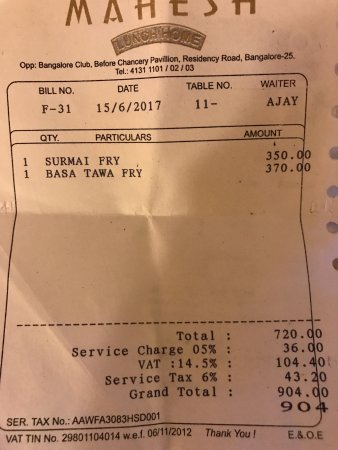 MAHESH
LUNCH HOME
Opp: Bangalore Club, Before Chancery Pavillion, Residency Road, Bangalore-25.
Tel.: 4131 1101 / 02 / 03
BILL NO. DATE TABLE NO. WAITER
F-31 15/6/2017 11- AJAY
QTY. PARTICULARS AMOUNT
1 SURMAI FRY 350.00
1 BASA TAWA FRY 370.00
Total : 720.00
Service Charge 05% : 36.00
VAT :14.5% : 104.40
Service Tax 6% : 43.20
Grand Total : 904.00
904
SER. TAX No.: AAWFA3083HSD001
VAT TIN No. 29801104014 w.e.f. 06/11/2012 Thank You ! E.& O.E